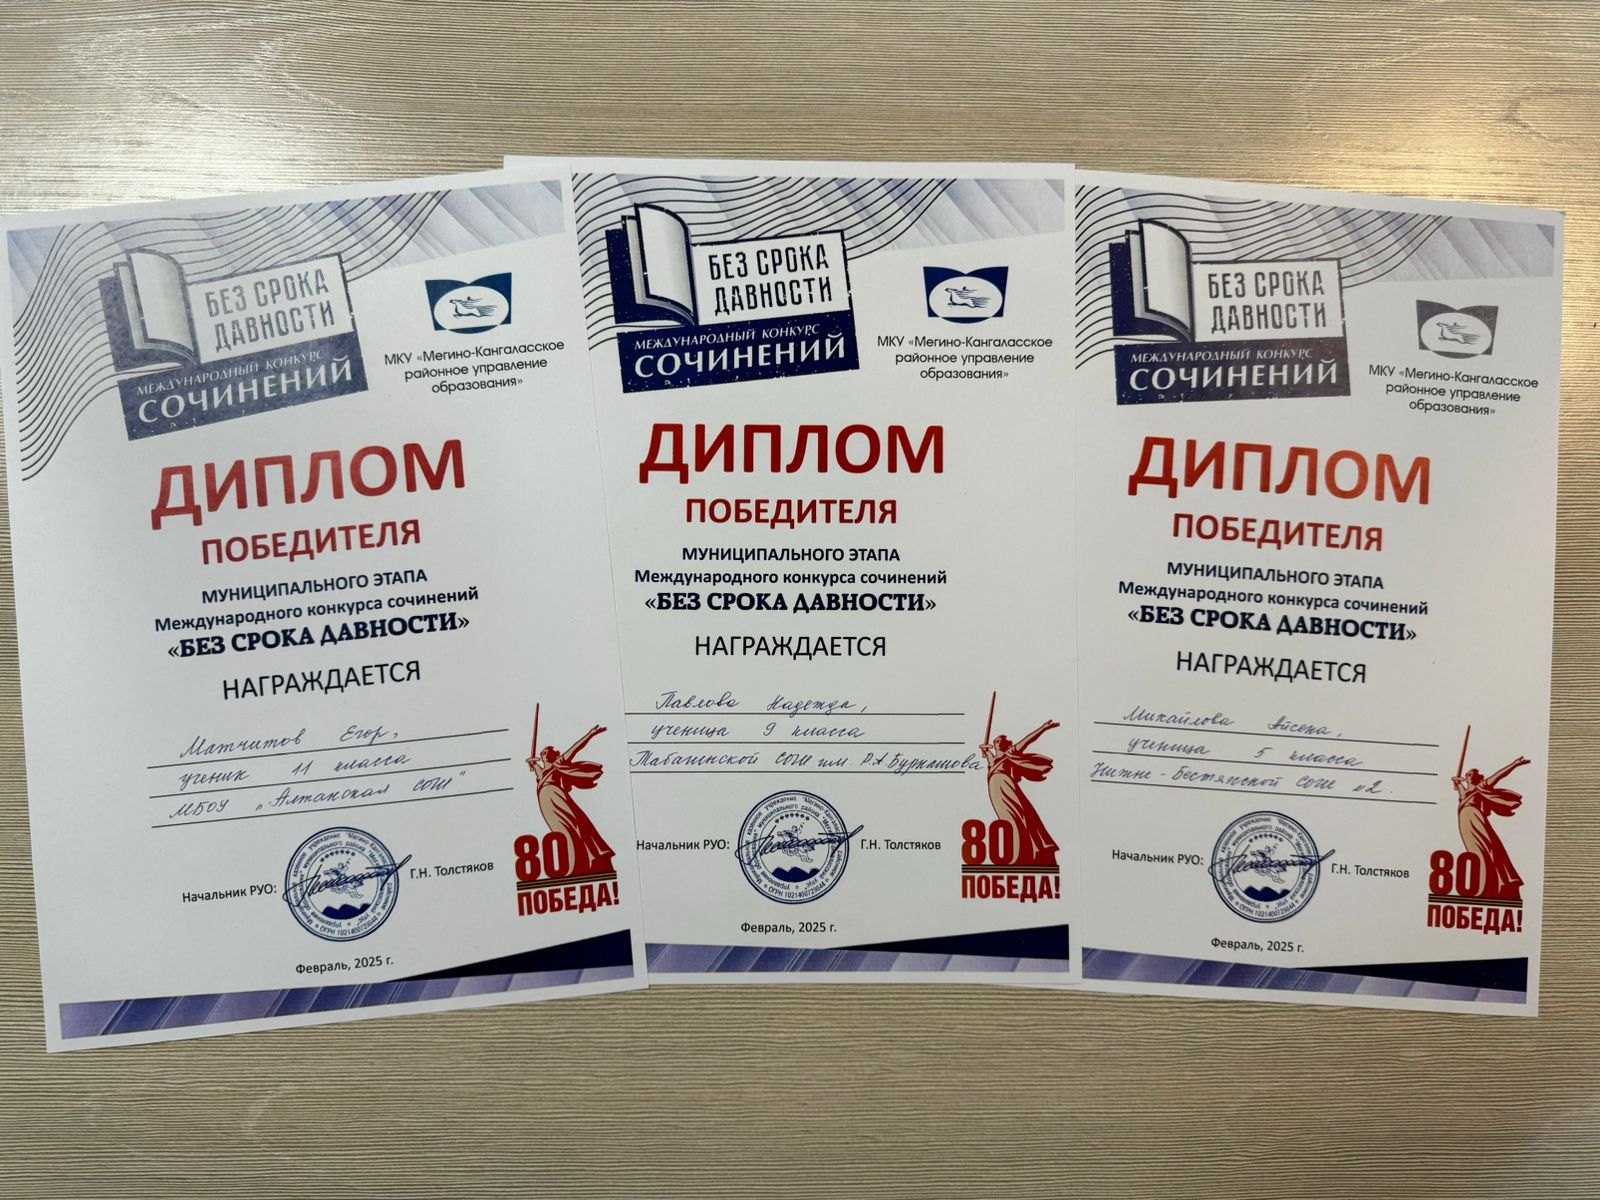 БЕЗ СРОКА
ДАВНОСТИ
МЕЖДУНАРОДНЫЙ КОНКУРС
СОЧИНЕНИЙ
МКУ «Мегино-Кангаласское
районное управление
образования»
ДИПЛОМ
ПОБЕДИТЕЛЯ
МУНИЦИПАЛЬНОГО ЭТАПА
Международного конкурса сочинений
«БЕЗ СРОКА ДАВНОСТИ»
НАГРАЖДАЕТСЯ
Матчитов Егор,
ученик 11 класса
МБОУ "Алтанская СОШ"
Начальник РУО:
Г.Н. Толстяков
80
ПОБЕДА!
Февраль, 2025 г.
БЕЗ СРОКА
ДАВНОСТИ
МЕЖДУНАРОДНЫЙ КОНКУРС
СОЧИНЕНИЙ
МКУ «Мегино-Кангаласское
районное управление
образования»
ДИПЛОМ
ПОБЕДИТЕЛЯ
МУНИЦИПАЛЬНОГО ЭТАПА
Международного конкурса сочинений
«БЕЗ СРОКА ДАВНОСТИ»
НАГРАЖДАЕТСЯ
Павлова Надежда,
ученица 9 класса
СОШ им. Р.А.Бурнашова
Начальник РУО:
Г.Н. Толстяков
80
ПОБЕДА!
Февраль, 2025 г.
БЕЗ СРОКА
ДАВНОСТИ
МЕЖДУНАРОДНЫЙ КОНКУРС
СОЧИНЕНИЙ
МКУ «Мегино-Кангаласское
районное управление
образования»
ДИПЛОМ
ПОБЕДИТЕЛЯ
МУНИЦИПАЛЬНОГО ЭТАПА
Международного конкурса сочинений
«БЕЗ СРОКА ДАВНОСТИ»
НАГРАЖДАЕТСЯ
Михайлова Айсена,
ученица 5 класса
Нижне-Бестяхской СОШ №2.
Начальник РУО:
Г.Н. Толстяков
80
ПОБЕДА!
Февраль, 2025 г.